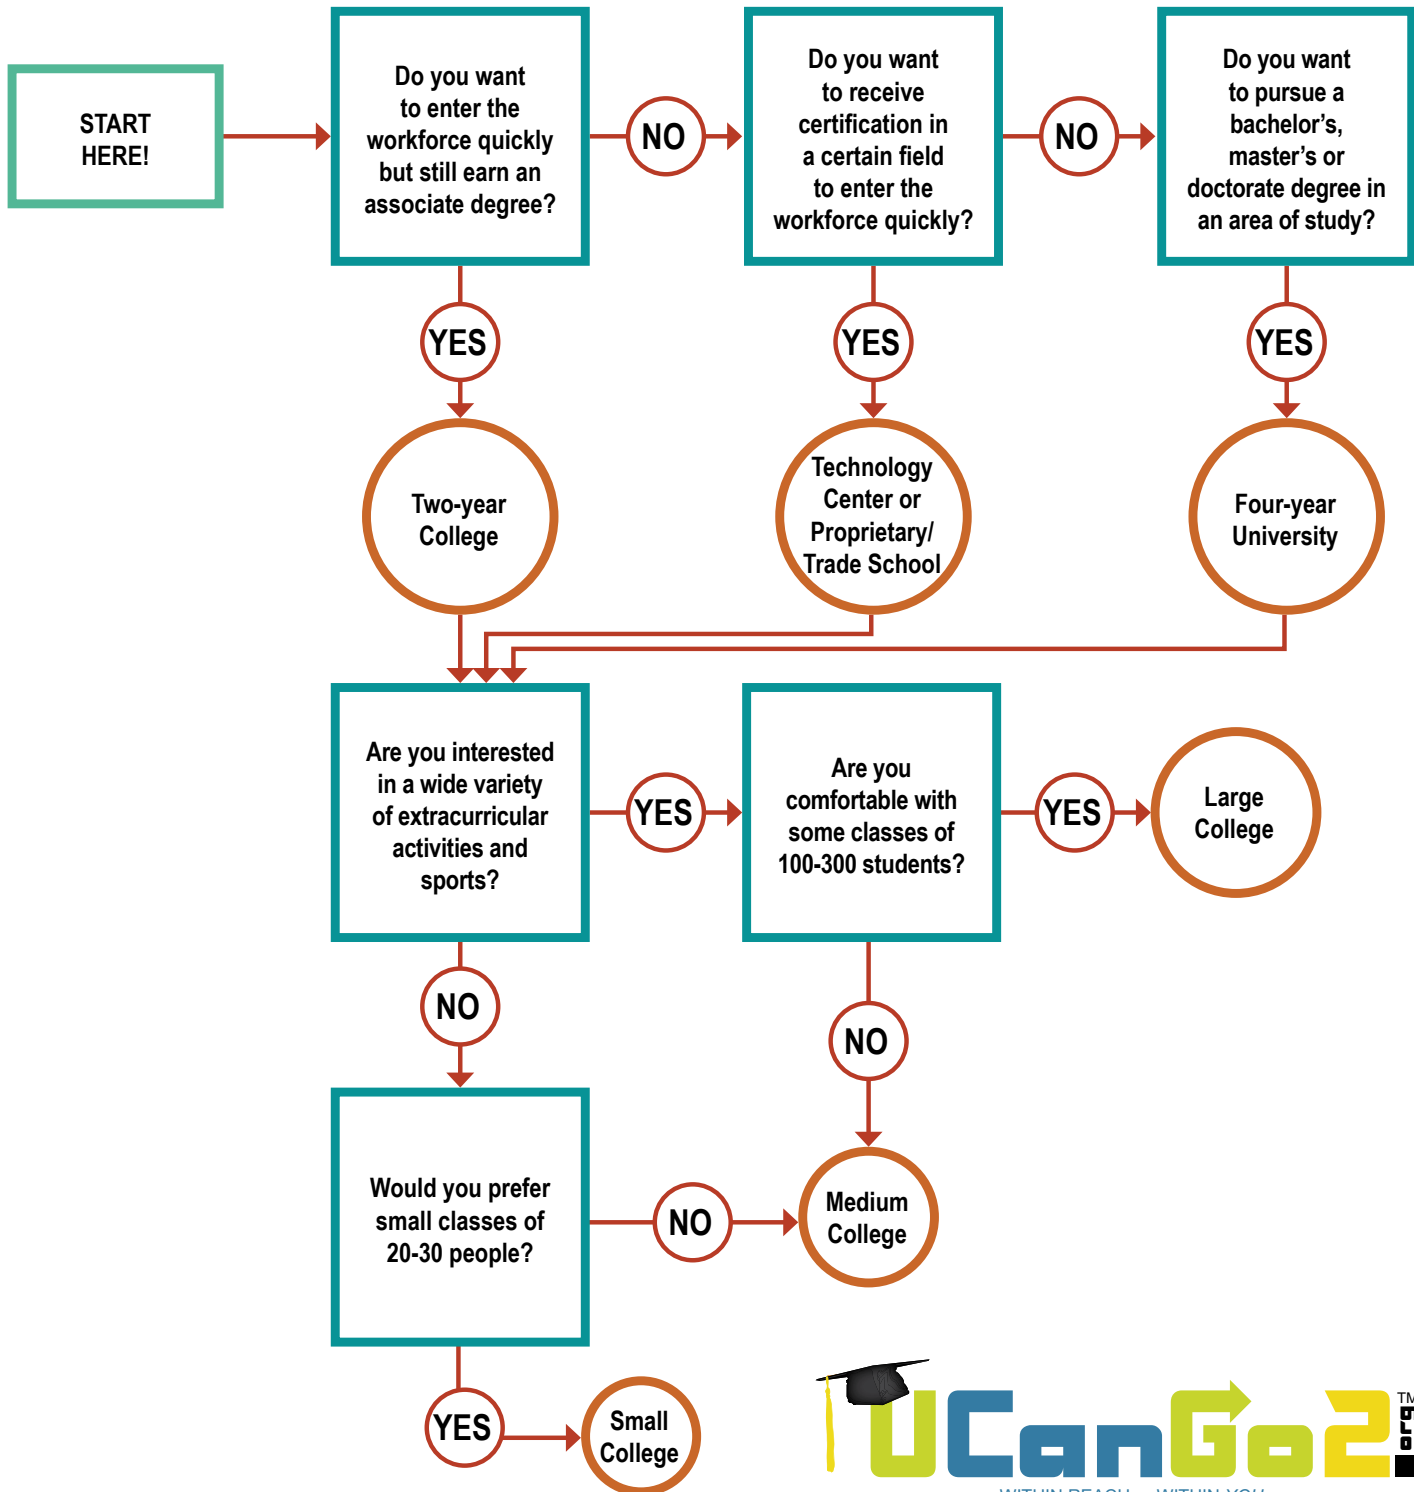 START
HERE!
Do you want
to enter the
workforce quickly
but still earn an
associate degree?
NO
Do you want
to receive
certification in
a certain field
to enter the
workforce quickly?
NO
Do you want
to pursue a
bachelor's,
master's or
doctorate degree in
an area of study?
YES
YES
YES
Two-year
College
Technology
Center or
Proprietary/
Trade School
Four-year
University
Are you interested
in a wide variety
of extracurricular
activities and
sports?
YES
Are you
comfortable with
some classes of
100-300 students?
YES
Large
College
NO
NO
Would you prefer
small classes of
20-30 people?
NO
Medium
College
YES
Small
College
UCanGo2.org TM
WITHIN REACH ... WITHIN YOU